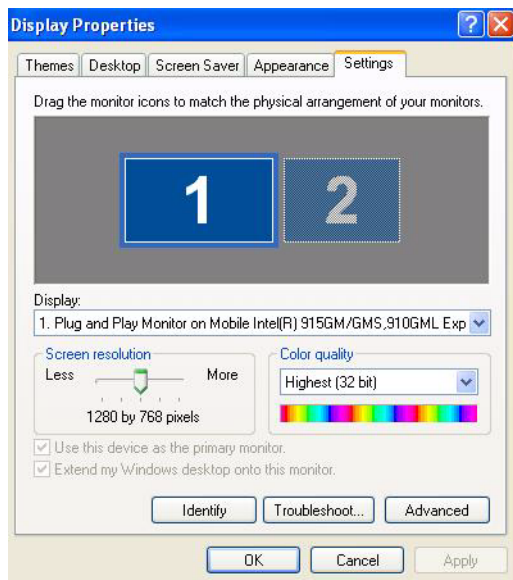 Display Properties
Themes Desktop Screen Saver Appearance Settings
Drag the monitor icons to match the physical arrangement of your monitors.
1 2
Display:
1. Plug and Play Monitor on Mobile Intel(R) 915GM/GMS,910GML Exp
Screen resolution
Less More
1280 by 768 pixels
Color quality
Highest (32 bit)
Use this device as the primary monitor.
Extend my Windows desktop onto this monitor.
Identify Troubleshoot... Advanced
OK Cancel Apply